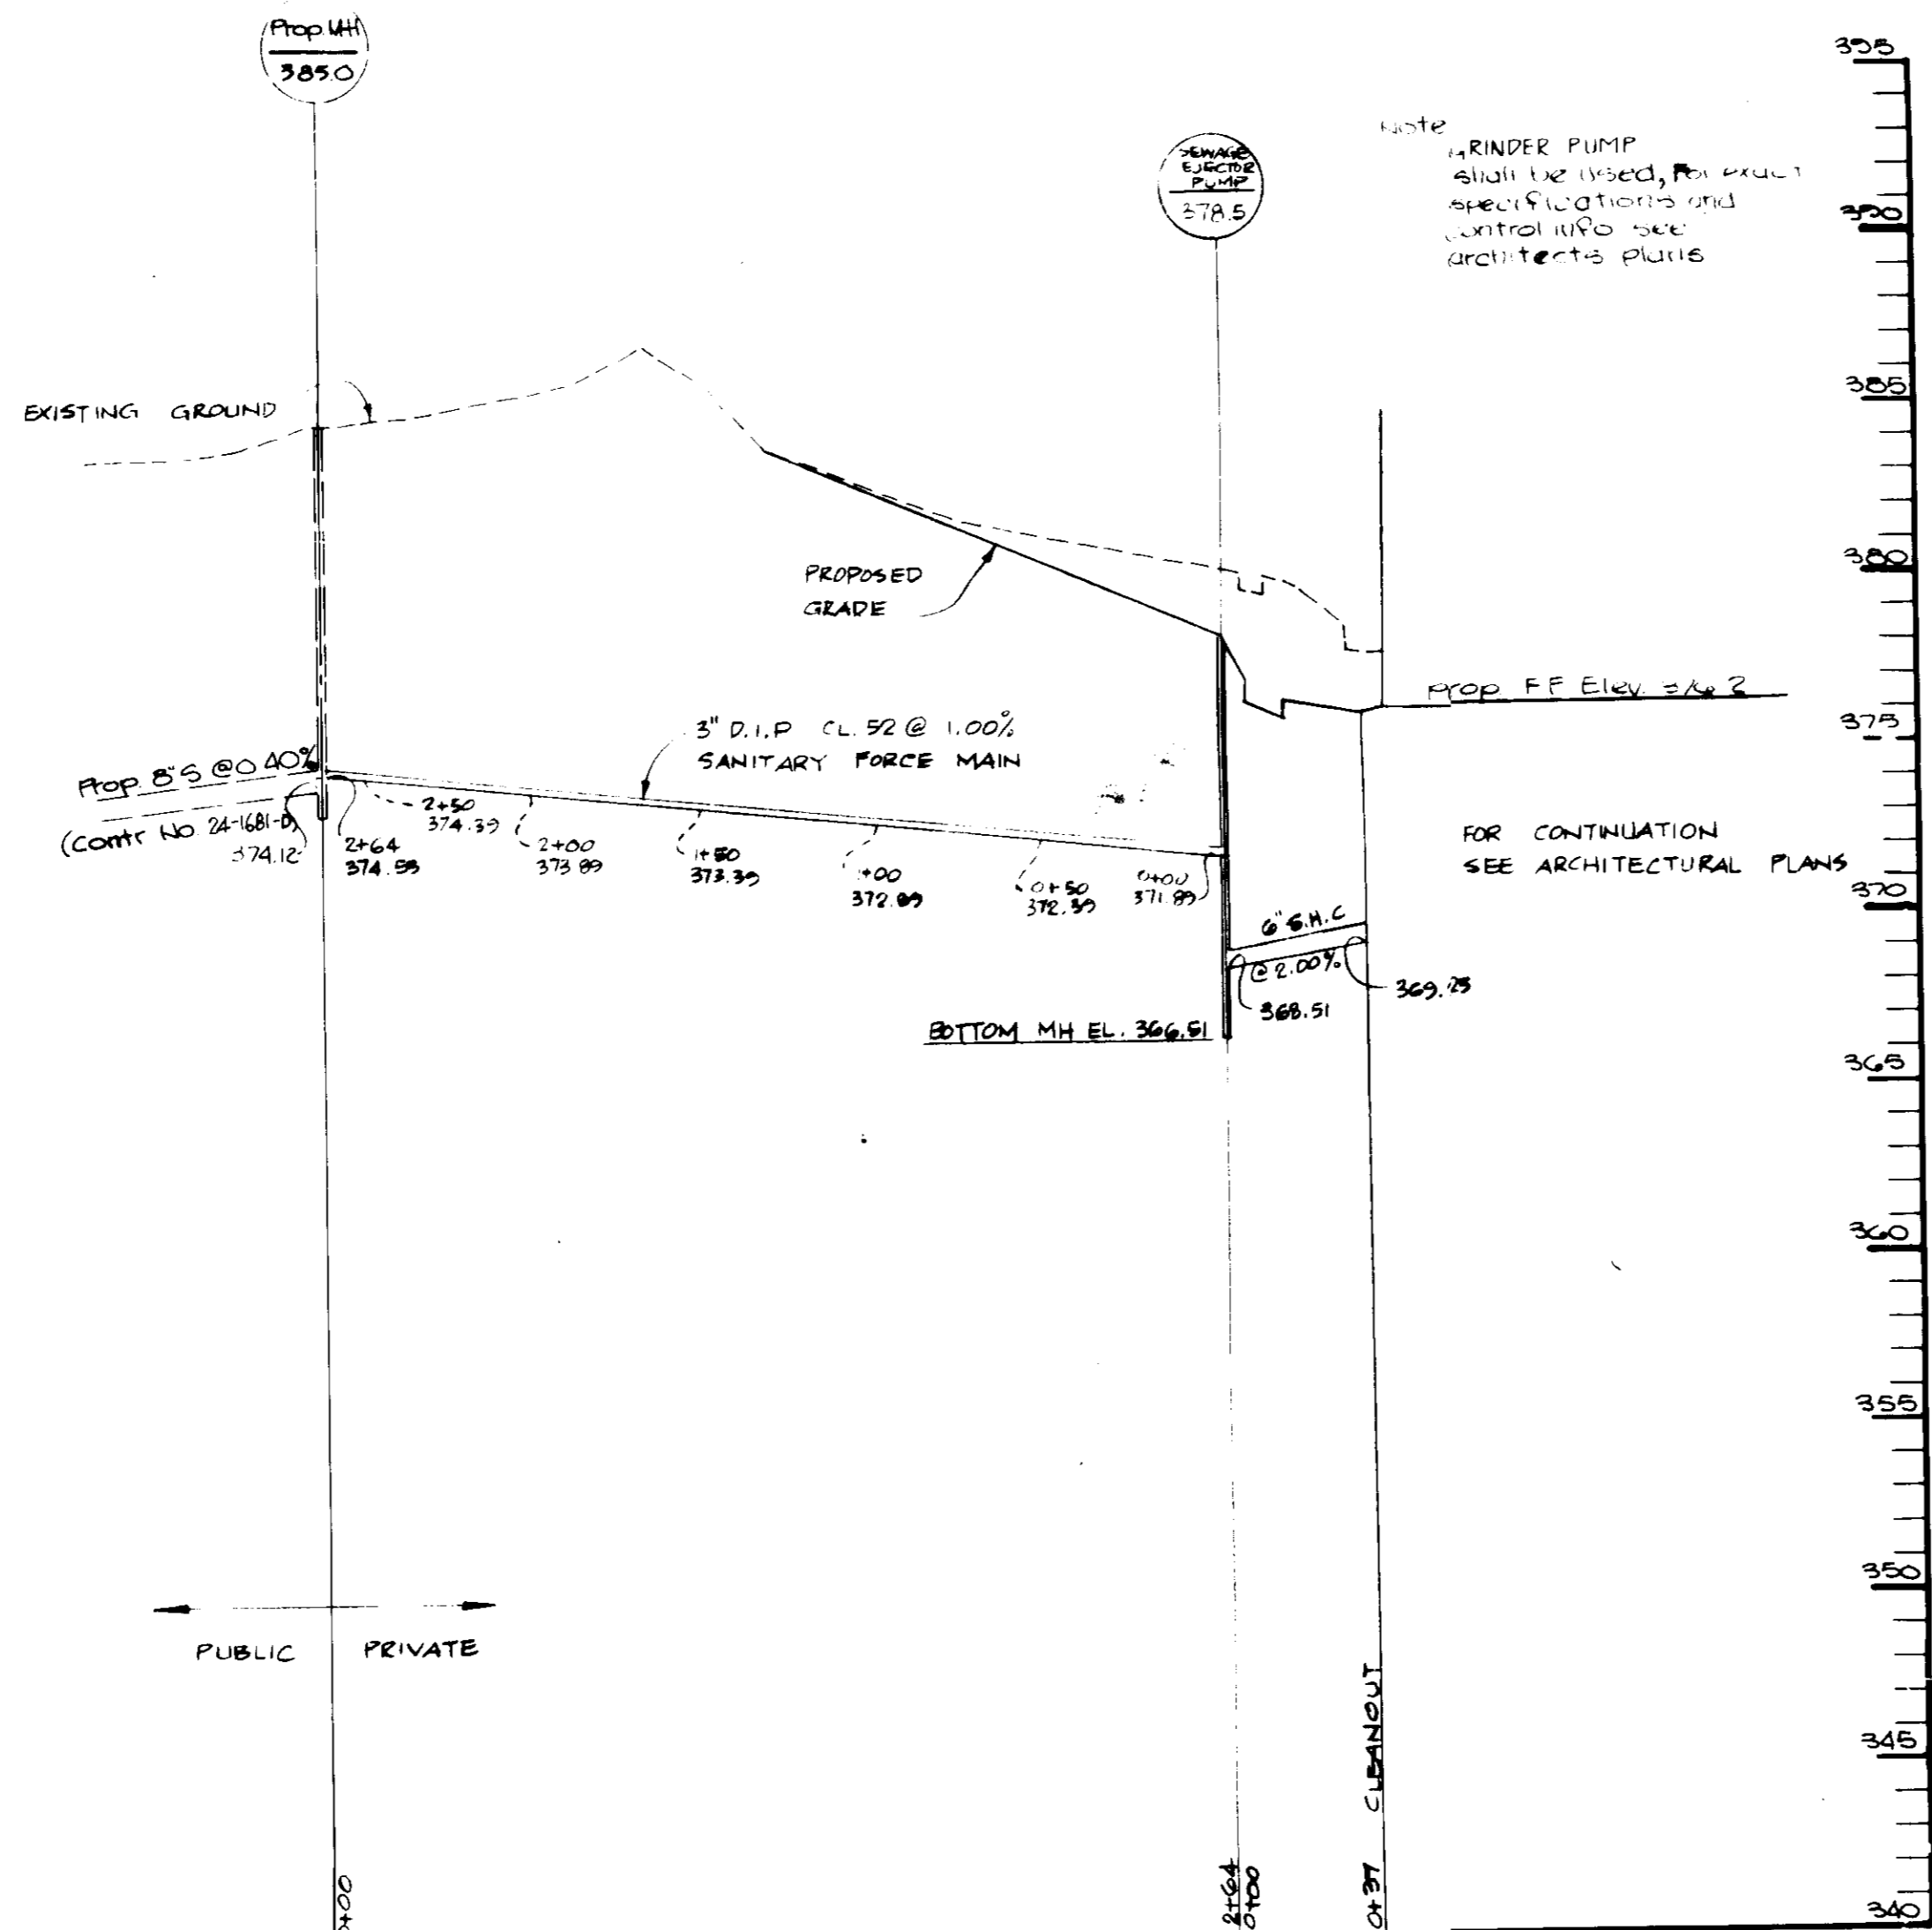 Prop. MH
385.0
SEWAGE
EJECTOR
PUMP
378.5
Note
GRINDER PUMP
shall be used, For exact
specifications and
control info see
architects plans
EXISTING GROUND
PROPOSED
GRADE
Prop. FF Elev.
3" D.I.P CL. 52 @ 1.00%
SANITARY FORCE MAIN
Prop. 8"S @ 0.40%
(Contr No. 24-1681-D)
374.12
2+64
374.53
2+50
374.39
2+00
373.89
1+50
373.39
1+00
372.89
0+50
372.39
0+00
371.89
FOR CONTINUATION
SEE ARCHITECTURAL PLANS
6" S.H.C
@ 2.00%
369.25
368.51
BOTTOM MH EL. 366.51
PUBLIC PRIVATE
0+00
2+64
0+00
0+37 CLEANOUT
395
390
385
380
375
370
365
360
355
350
345
340